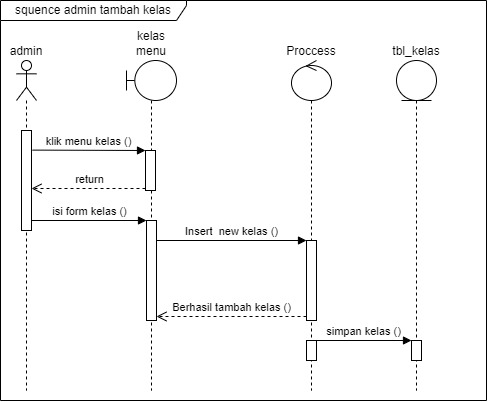 squence admin tambah kelas
admin
kelas
menu
Proccess
tbl_kelas
klik menu kelas ()
return
isi form kelas ()
Insert new kelas ()
Berhasil tambah kelas ()
simpan kelas ()